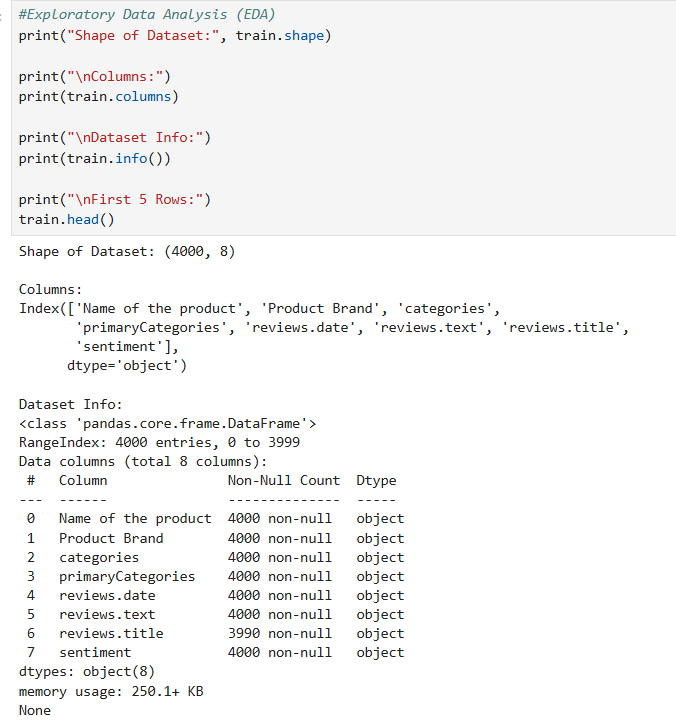 #Exploratory Data Analysis (EDA)
print("Shape of Dataset:", train.shape)
print("\nColumns:")
print(train.columns)
print("\nDataset Info:")
print(train.info())
print("\nFirst 5 Rows:")
train.head()
Shape of Dataset: (4000, 8)
Columns:
Index(['Name of the product', 'Product Brand', 'categories',
       'primaryCategories', 'reviews.date', 'reviews.text', 'reviews.title',
       'sentiment'],
      dtype='object')
Dataset Info:
<class 'pandas.core.frame.DataFrame'>
RangeIndex: 4000 entries, 0 to 3999
Data columns (total 8 columns):
 #   Column               Non-Null Count  Dtype
---  ------               --------------  -----
 0   Name of the product  4000 non-null   object
 1   Product Brand        4000 non-null   object
 2   categories           4000 non-null   object
 3   primaryCategories    4000 non-null   object
 4   reviews.date         4000 non-null   object
 5   reviews.text         4000 non-null   object
 6   reviews.title        3990 non-null   object
 7   sentiment            4000 non-null   object
dtypes: object(8)
memory usage: 250.1+ KB
None